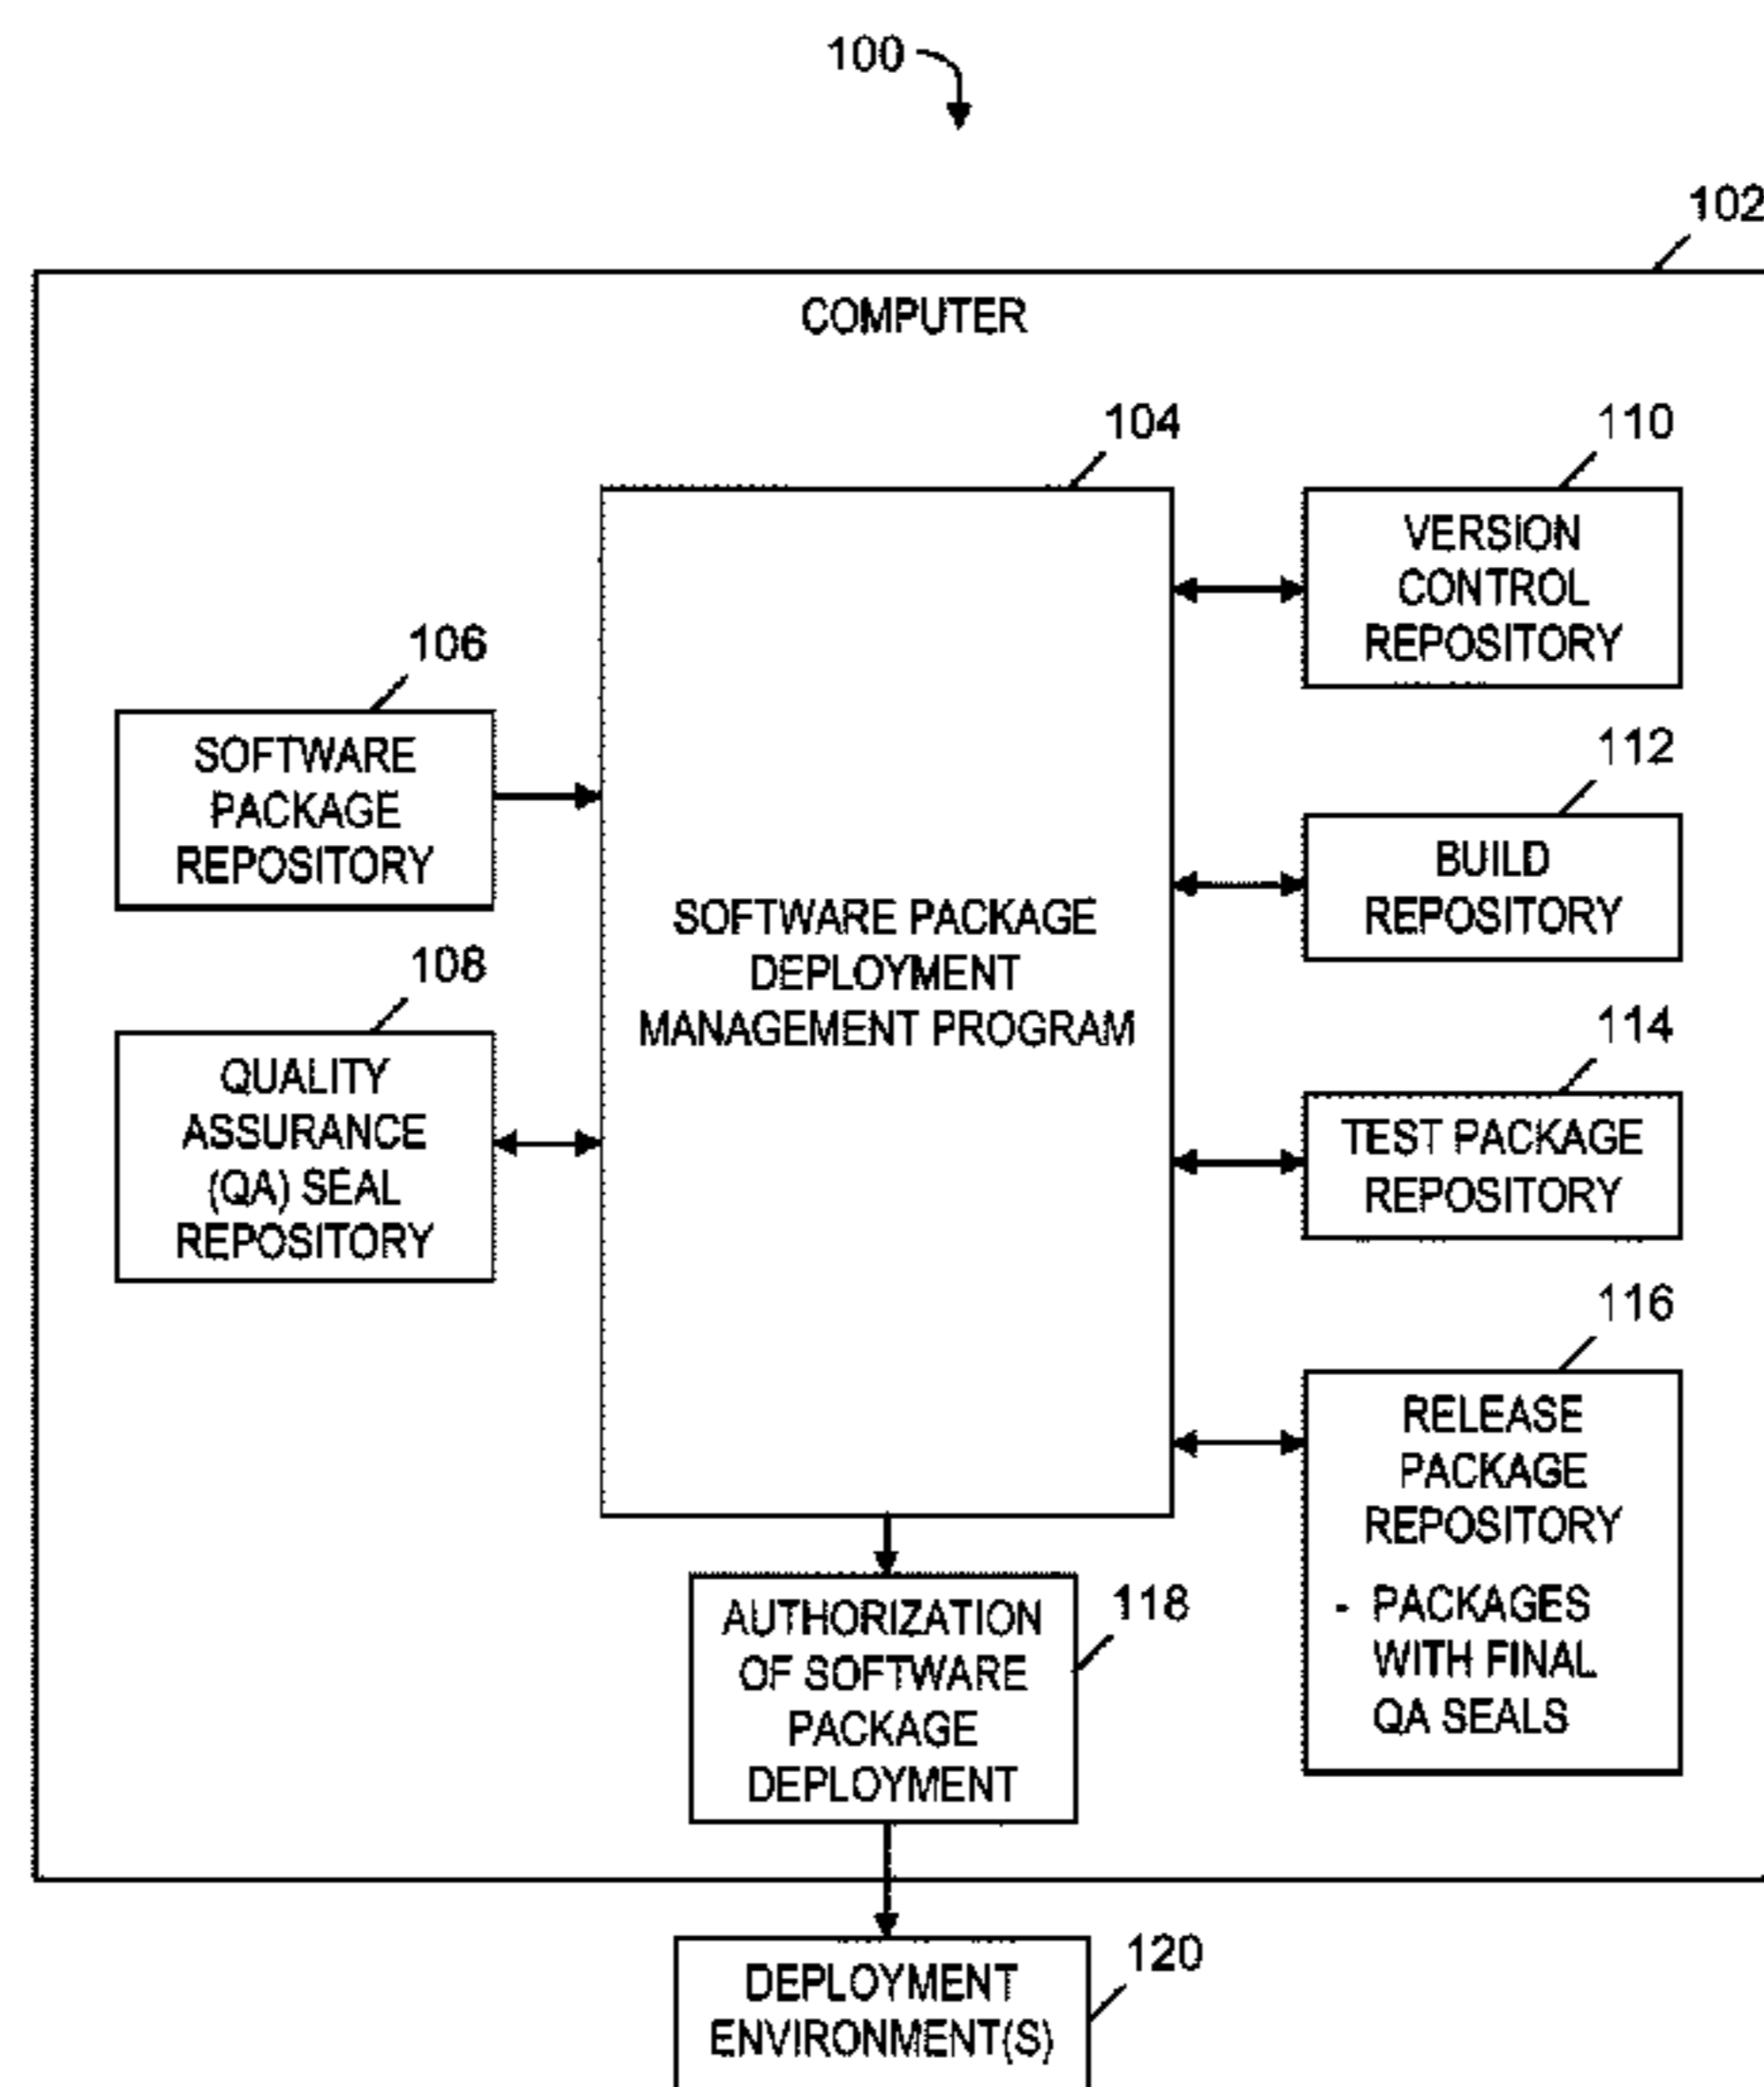 100
102
COMPUTER
104
110
VERSION
CONTROL
REPOSITORY
106
SOFTWARE
PACKAGE
REPOSITORY
112
BUILD
REPOSITORY
SOFTWARE PACKAGE
DEPLOYMENT
MANAGEMENT PROGRAM
108
QUALITY
ASSURANCE
(QA) SEAL
REPOSITORY
114
TEST PACKAGE
REPOSITORY
116
RELEASE
PACKAGE
REPOSITORY
- PACKAGES
WITH FINAL
QA SEALS
118
AUTHORIZATION
OF SOFTWARE
PACKAGE
DEPLOYMENT
120
DEPLOYMENT
ENVIRONMENT(S)